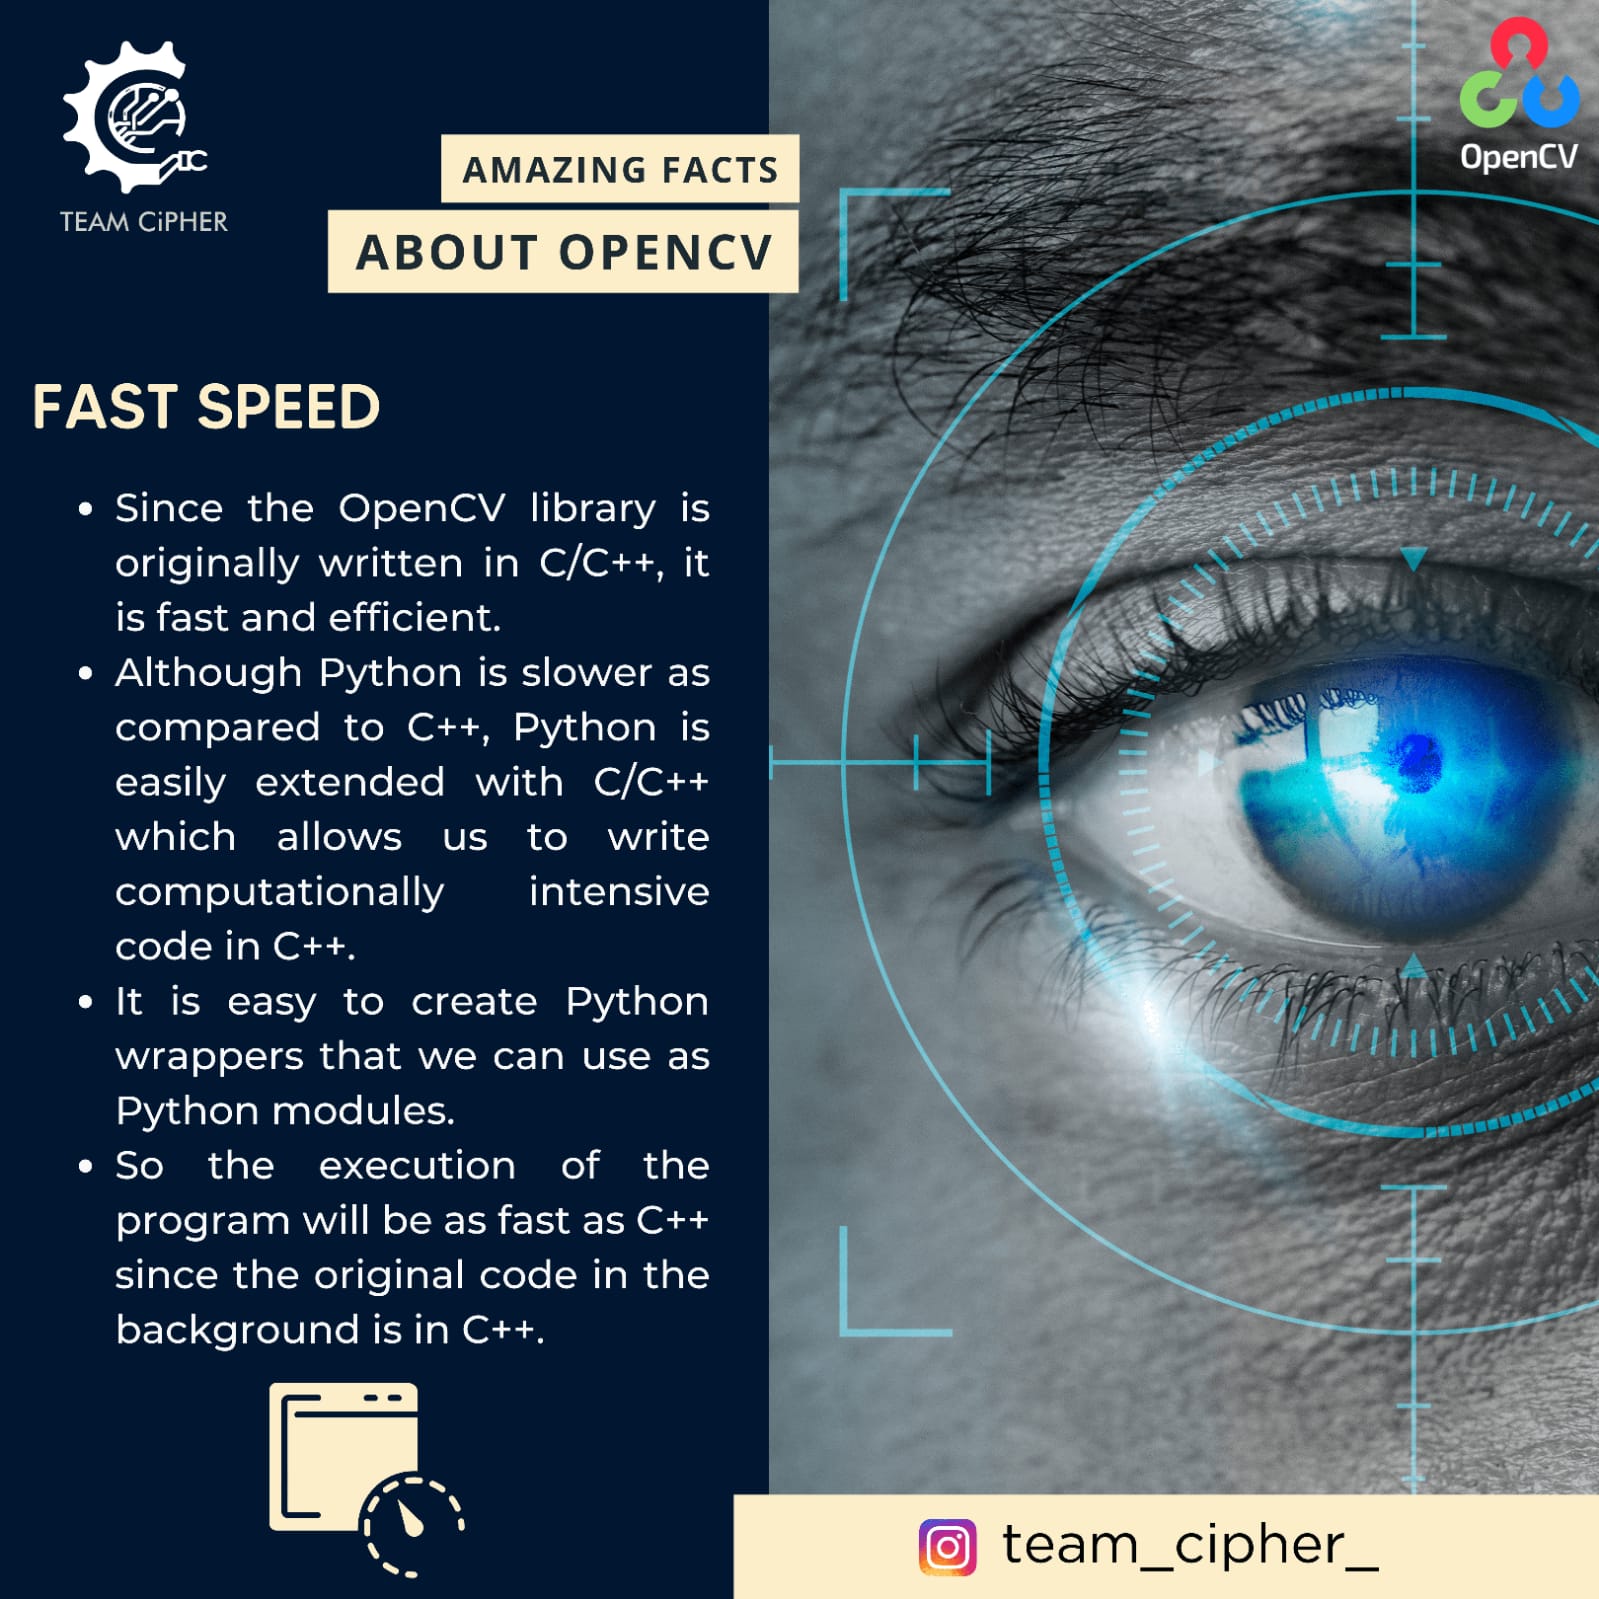 TEAM CiPHER
OpenCV
AMAZING FACTS
ABOUT OPENCV
FAST SPEED
• Since the OpenCV library is
originally written in C/C++, it
is fast and efficient.
• Although Python is slower as
compared to C++, Python is
easily extended with C/C++
which allows us to write
computationally intensive
code in C++.
• It is easy to create Python
wrappers that we can use as
Python modules.
• So the execution of the
program will be as fast as C++
since the original code in the
background is in C++.
team_cipher_